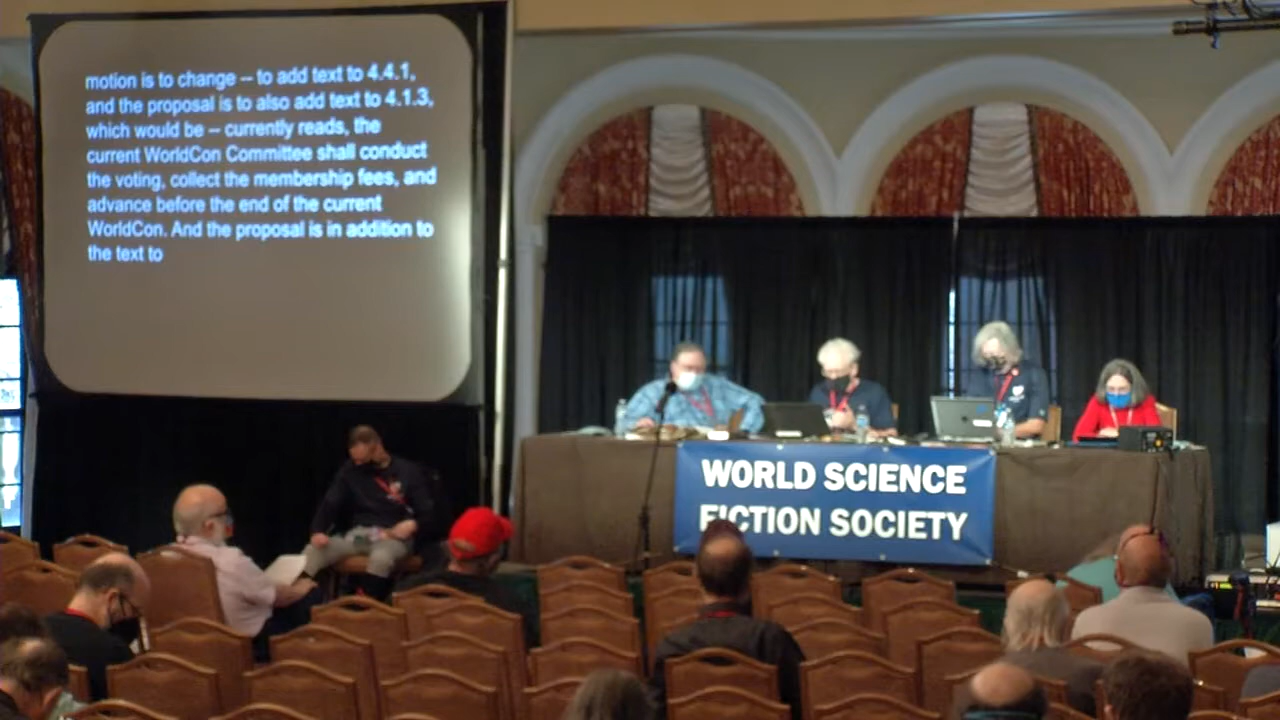 motion is to change -- to add text to 4.4.1,
and the proposal is to also add text to 4.1.3,
which would be -- currently reads, the
current WorldCon Committee shall conduct
the voting, collect the membership fees, and
advance before the end of the current
WorldCon. And the proposal is in addition to
the text to
WORLD SCIENCE
FICTION SOCIETY